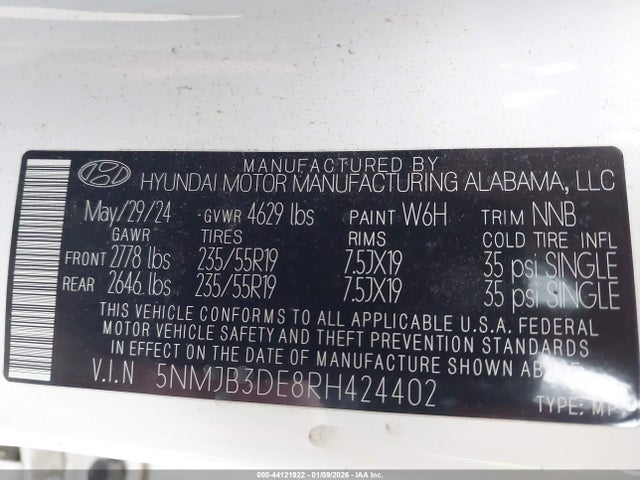 MANUFACTURED BY
HYUNDAI MOTOR MANUFACTURING ALABAMA, LLC
May/29/24 GVWR 4629 lbs PAINT W6H TRIM NNB
GAWR TIRES RIMS COLD TIRE INFL
FRONT 2778 lbs 235/55R19 7.5JX19 35 psi SINGLE
REAR 2646 lbs 235/55R19 7.5JX19 35 psi SINGLE
THIS VEHICLE CONFORMS TO ALL APPLICABLE U.S.A. FEDERAL
MOTOR VEHICLE SAFETY AND THEFT PREVENTION STANDARDS
IN EFFECT ON THE DATE OF MANUFACTURE SHOWN ABOVE.
V.I.N 5NMJB3DE8RH424402
TYPE:
000-44121922 - 01/09/2026 - IAAI.com